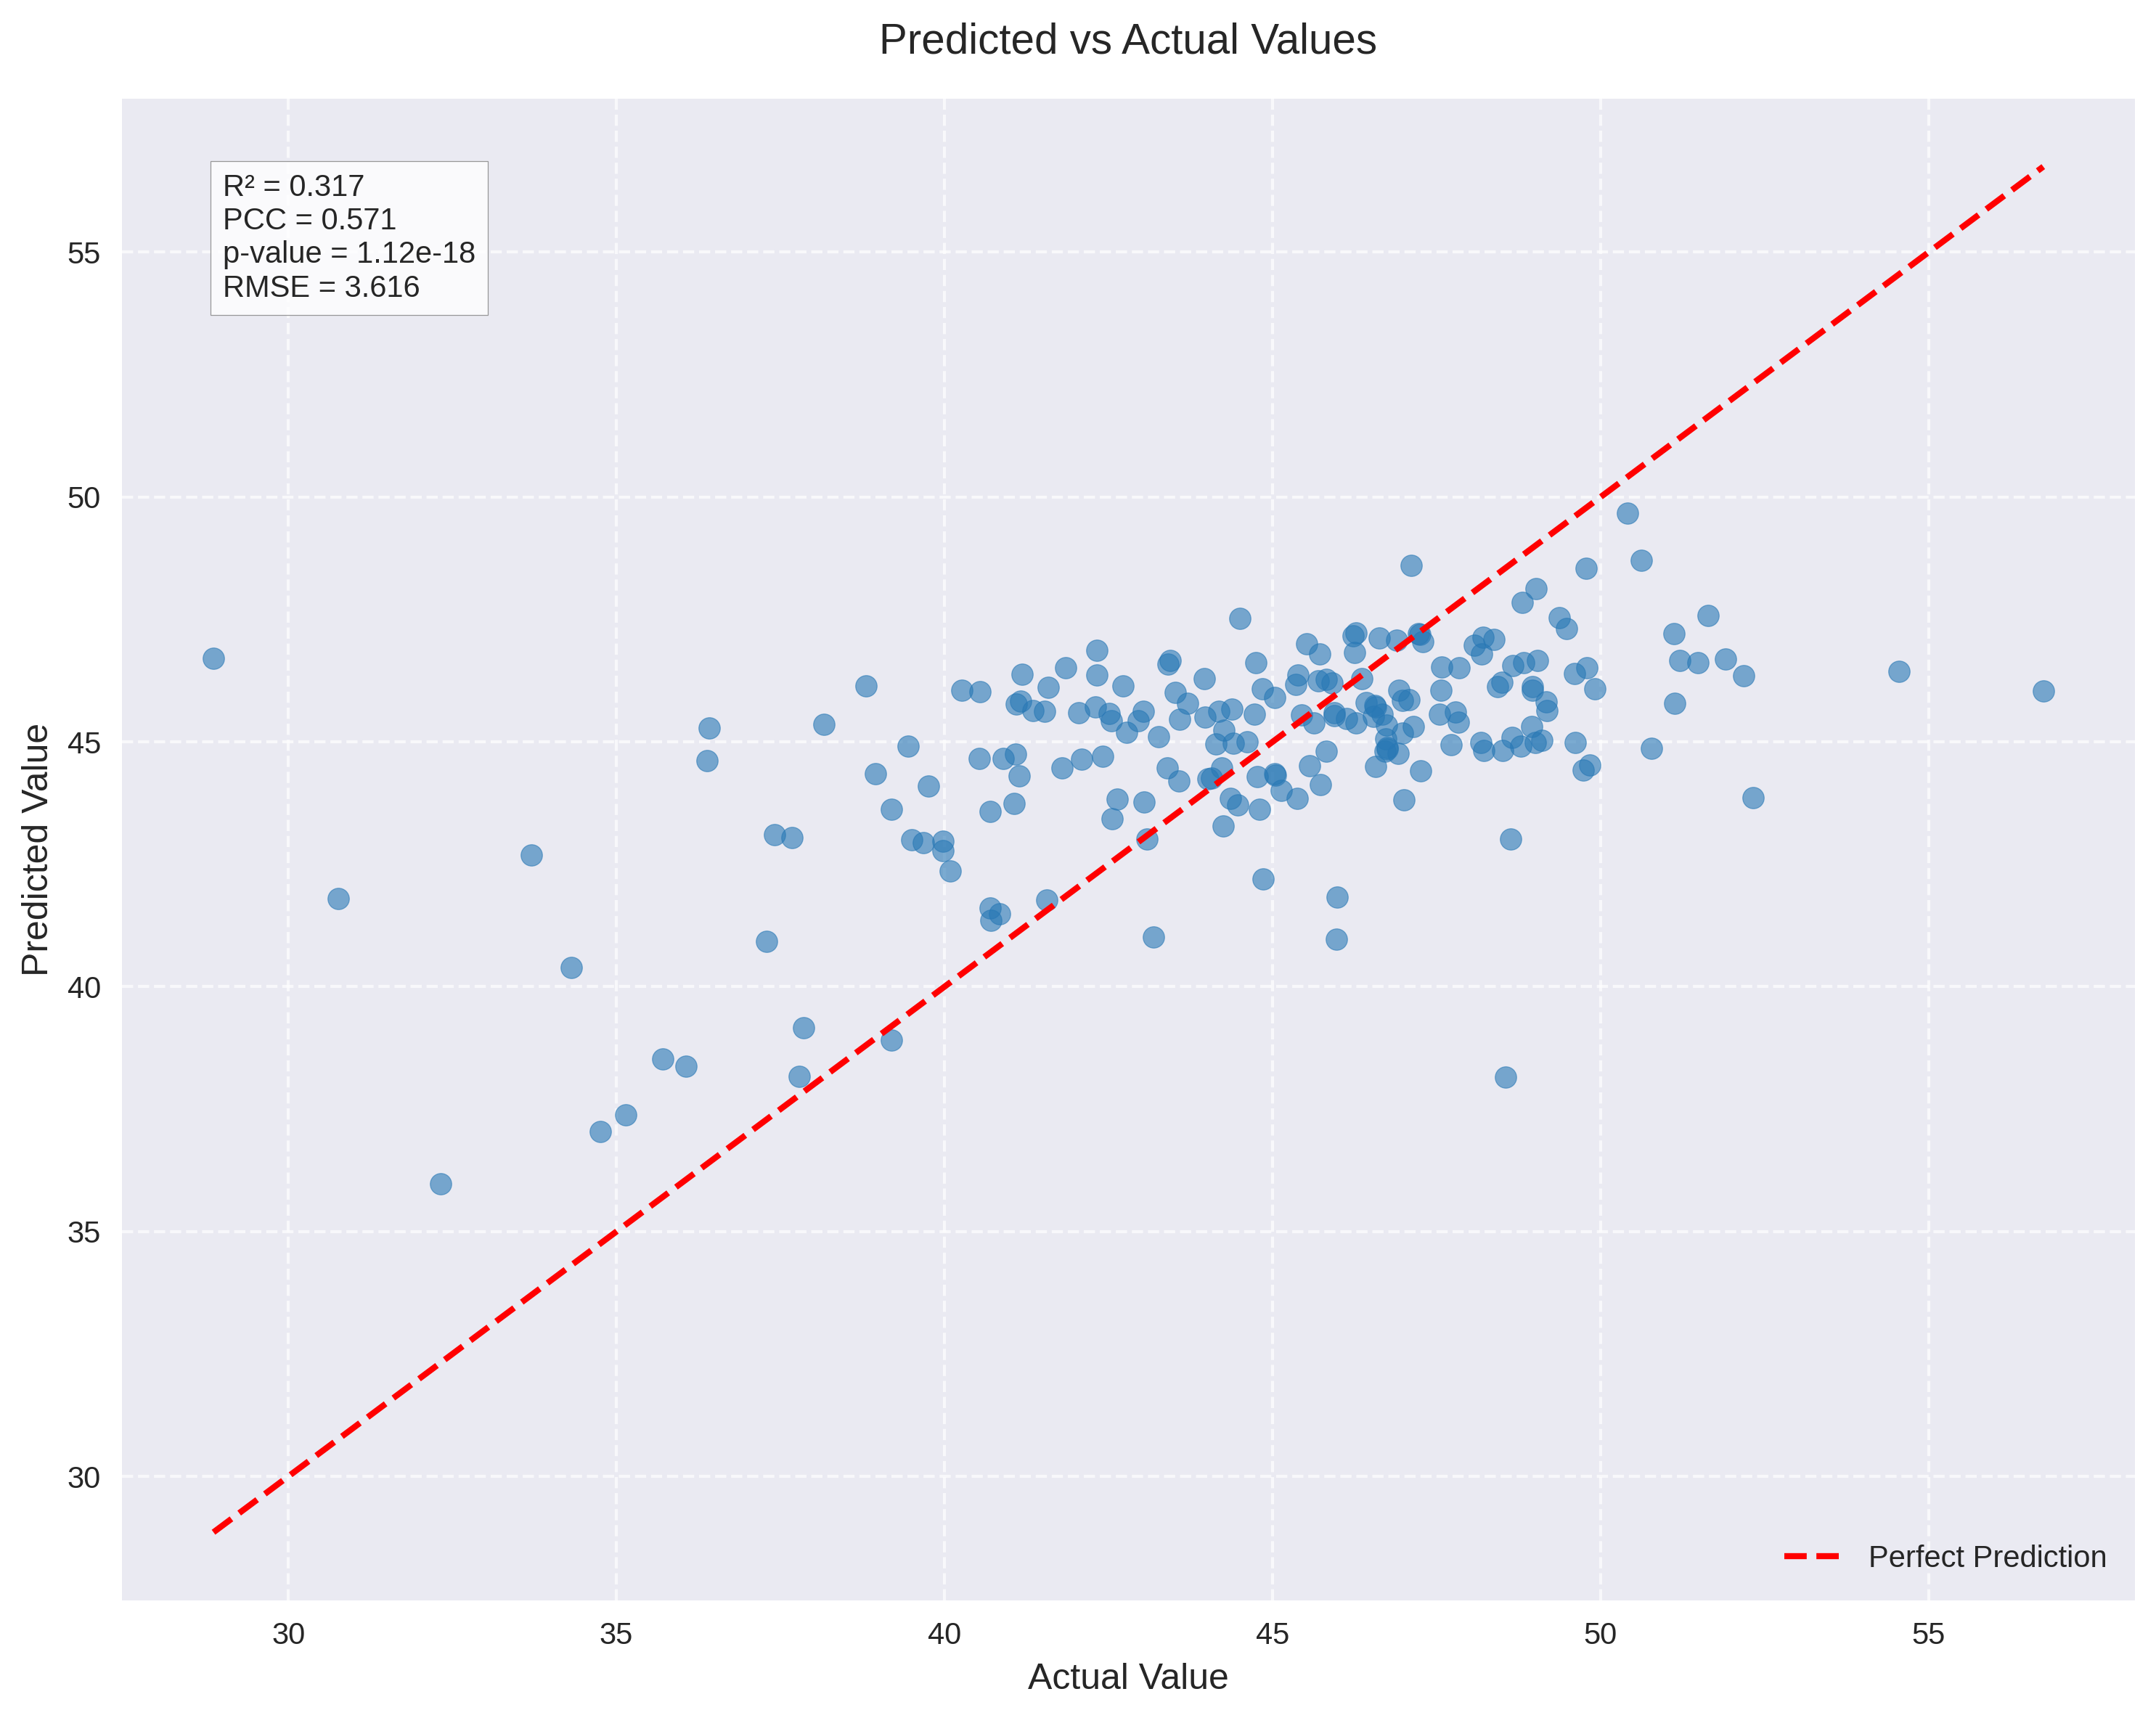 Predicted vs Actual Values
R² = 0.317
PCC = 0.571
p-value = 1.12e-18
RMSE = 3.616
55
50
45
40
35
30
Predicted Value
Perfect Prediction
30 35 40 45 50 55
Actual Value